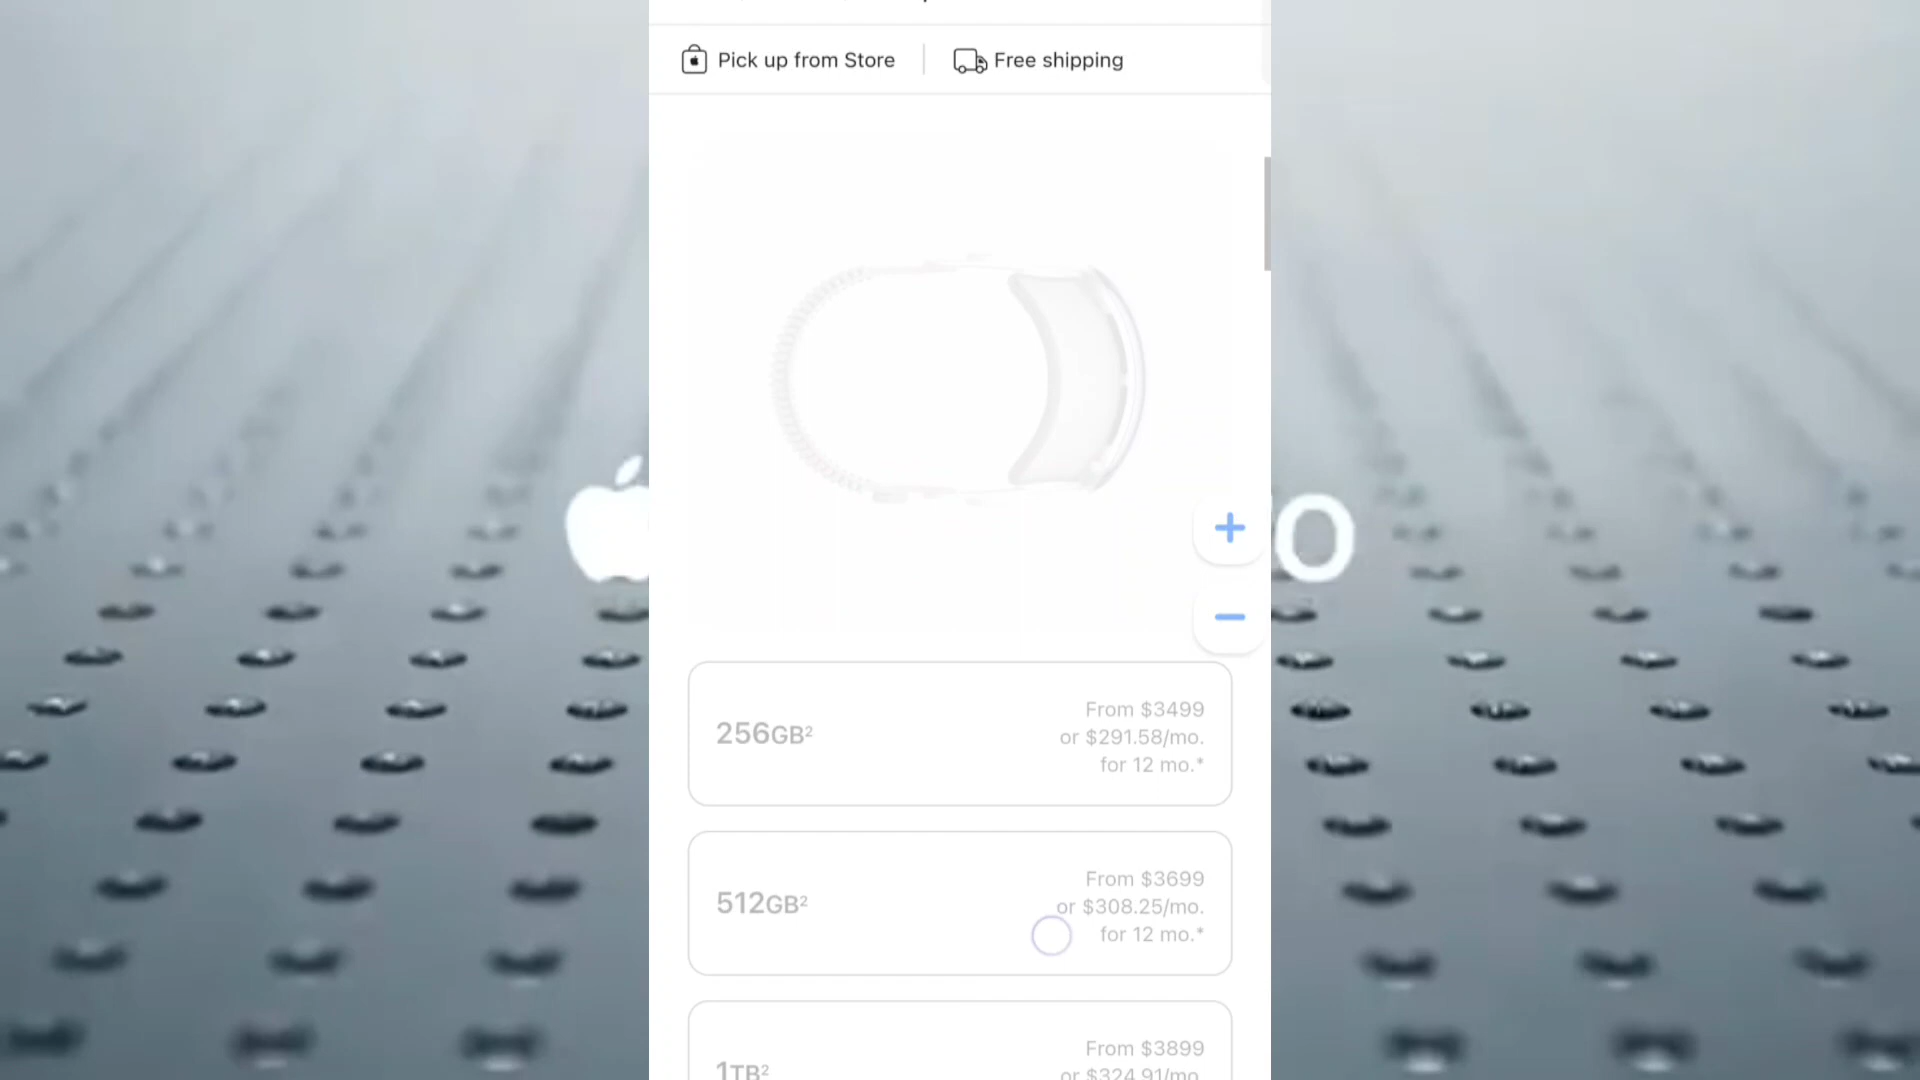 Pick up from Store
Free shipping
256GB²
From $3499
or $291.58/mo.
for 12 mo.*
512GB²
From $3699
or $308.25/mo.
for 12 mo.*
1TB²
From $3899
or $324.91/mo.
O